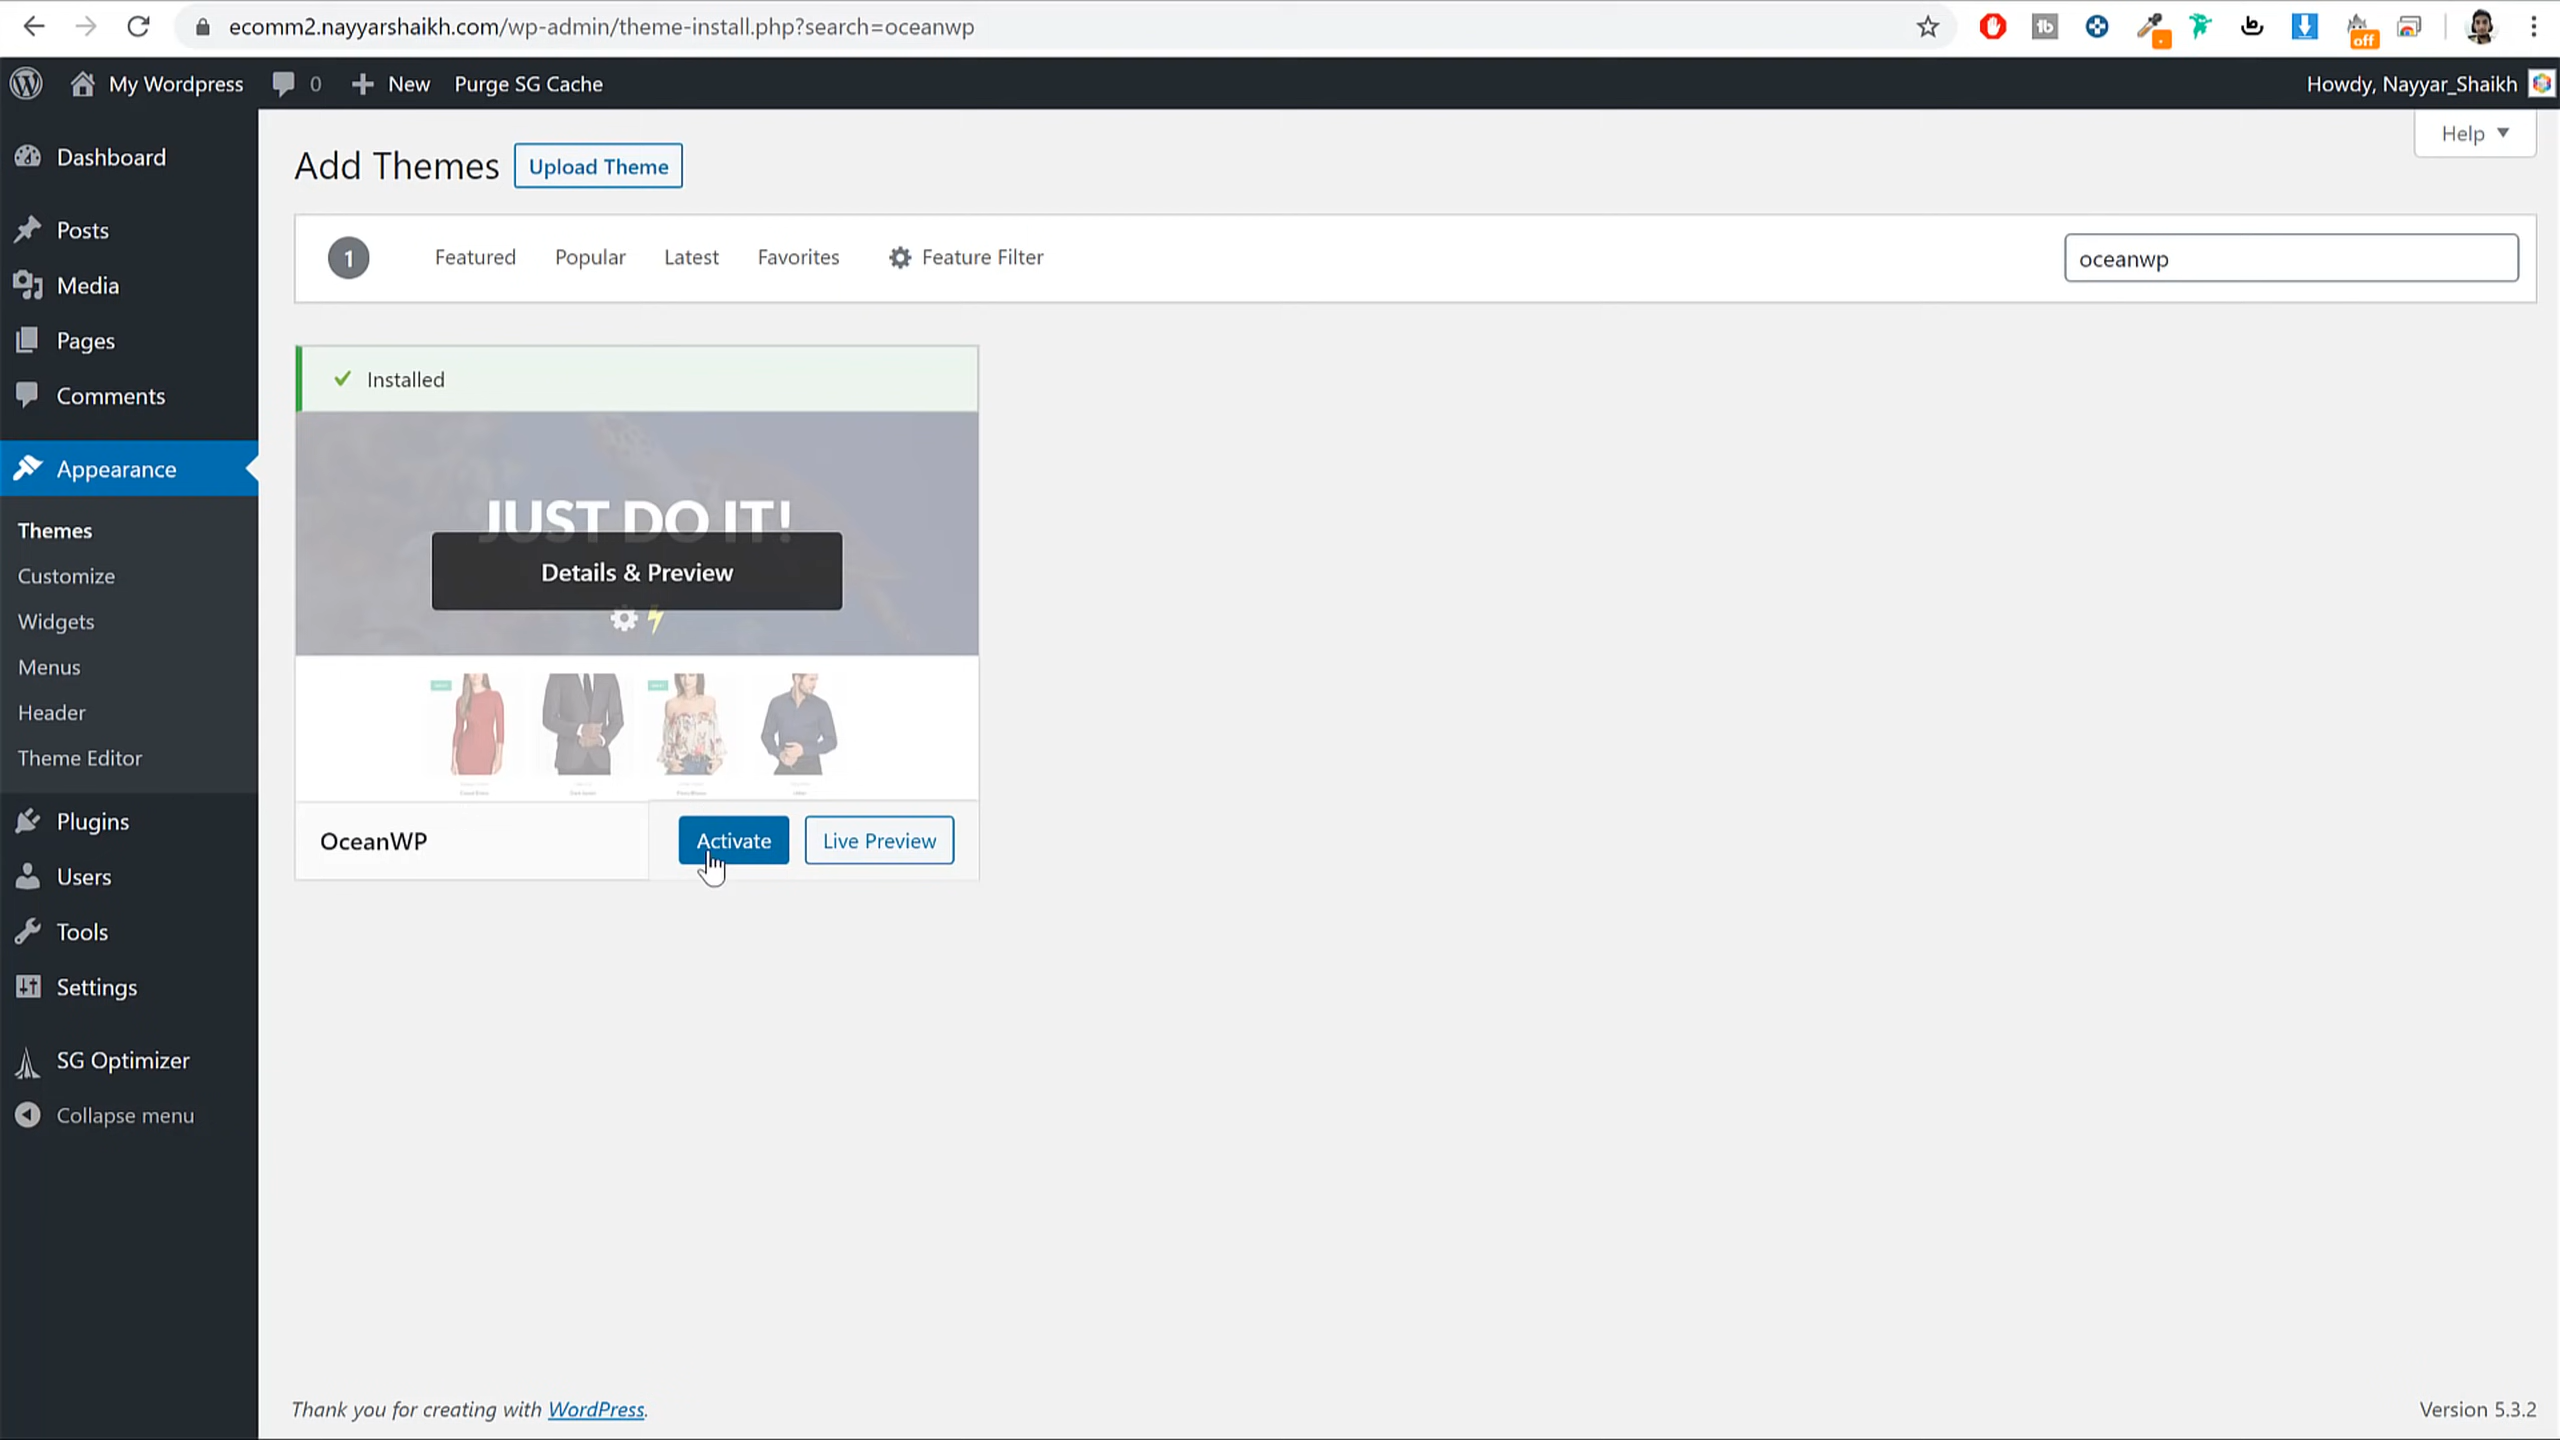 ecomm2.nayyarshaikh.com/wp-admin/theme-install.php?search=oceanwp
off
My Wordpress 0 New Purge SG Cache Howdy, Nayyar_Shaikh
Help
Add Themes Upload Theme
1 Featured Popular Latest Favorites Feature Filter oceanwp
Dashboard
Posts
Media
Pages
Comments
Appearance
Themes
Customize
Widgets
Menus
Header
Theme Editor
Plugins
Users
Tools
Settings
SG Optimizer
Collapse menu
Installed
JUST DO IT!
Details & Preview
OceanWP Activate Live Preview
Thank you for creating with WordPress.
Version 5.3.2